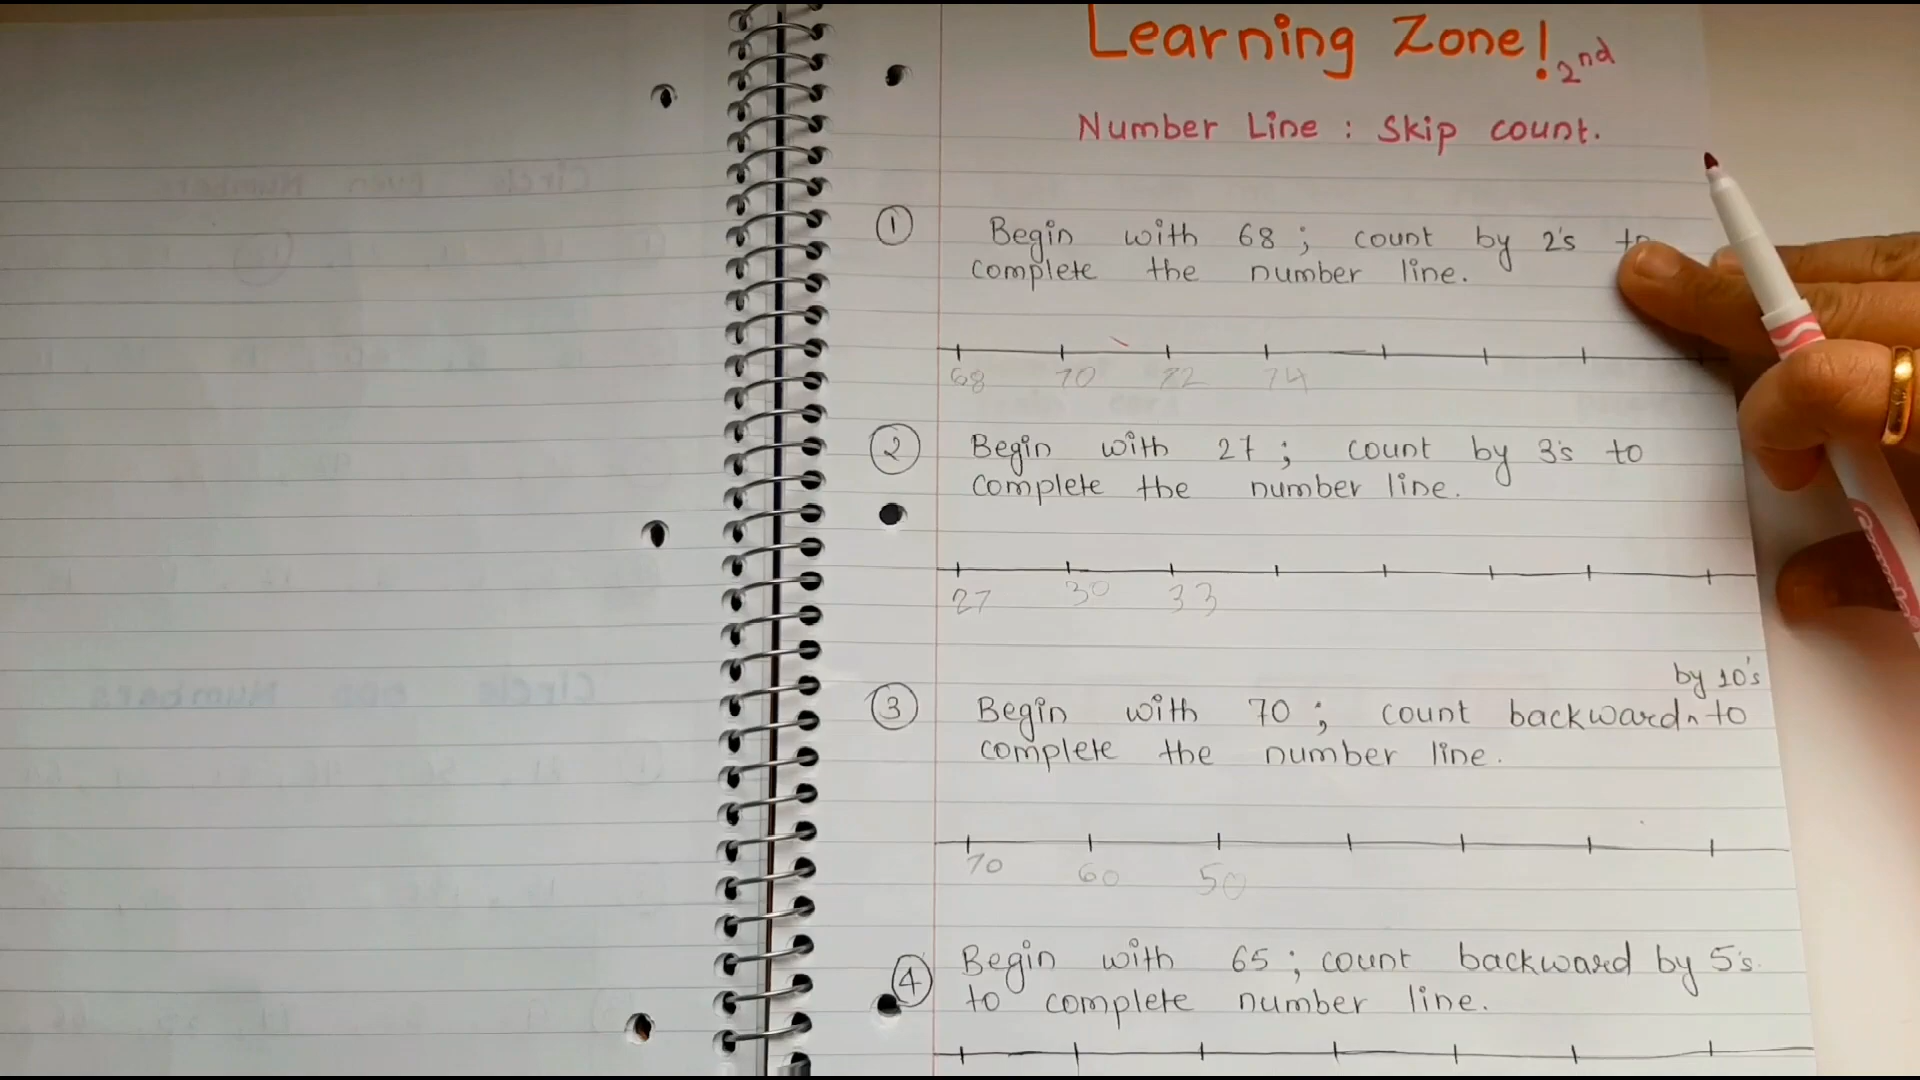 Learning Zone! 2nd
Number Line : Skip count.
① Begin with 68 ; count by 2's to
complete the number line.
68 70 72 74
② Begin with 27 ; count by 3's to
complete the number line.
27 30 33
by 10's
③ Begin with 70 ; count backward to
complete the number line.
70 60 50
④ Begin with 65 ; count backward by 5's.
to complete number line.